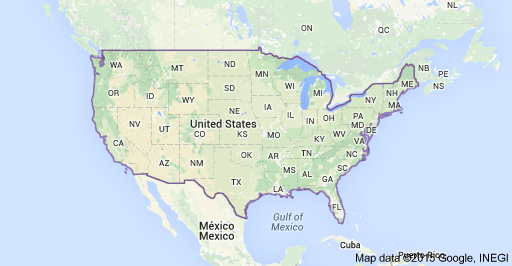 ON
QC
NB
PE
NS
WA
MT
ND
MN
ME
OR
ID
SD
WI
MI
NY
NH
MA
WY
NE
IA
IL
IN
OH
PA
NV
UT
United States
CO
KS
MO
KY
WV
MD
DE
VA
CA
AZ
NM
OK
AR
TN
NC
SC
MS
AL
GA
TX
LA
FL
Gulf of
Mexico
México
Mexico
Cuba
Puerto Rico
Map data ©2015 Google, INEGI